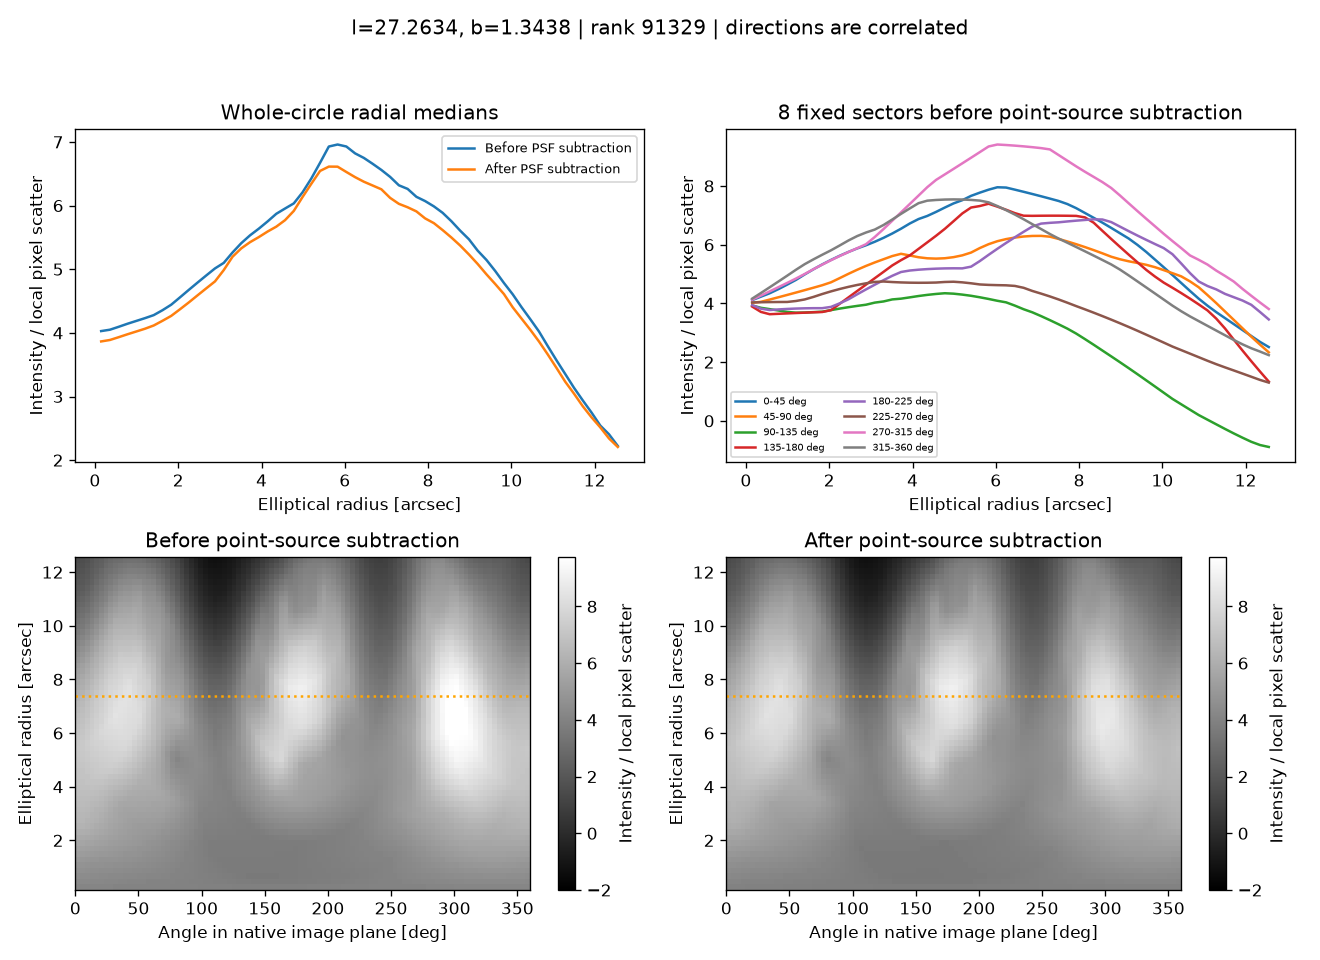 l=27.2634, b=1.3438 | rank 91329 | directions are correlated
Whole-circle radial medians
7
6
5
4
3
2
0
2
4
6
8
10
12
Intensity / local pixel scatter
Elliptical radius [arcsec]
Before PSF subtraction
After PSF subtraction
8 fixed sectors before point-source subtraction
8
6
4
2
0
0
2
4
6
8
10
12
Intensity / local pixel scatter
Elliptical radius [arcsec]
0-45 deg
45-90 deg
90-135 deg
135-180 deg
180-225 deg
225-270 deg
270-315 deg
315-360 deg
Before point-source subtraction
12
10
8
6
4
2
0
50
100
150
200
250
300
350
Elliptical radius [arcsec]
Angle in native image plane [deg]
8
6
4
2
0
−2
Intensity / local pixel scatter
After point-source subtraction
12
10
8
6
4
2
0
50
100
150
200
250
300
350
Elliptical radius [arcsec]
Angle in native image plane [deg]
8
6
4
2
0
−2
Intensity / local pixel scatter